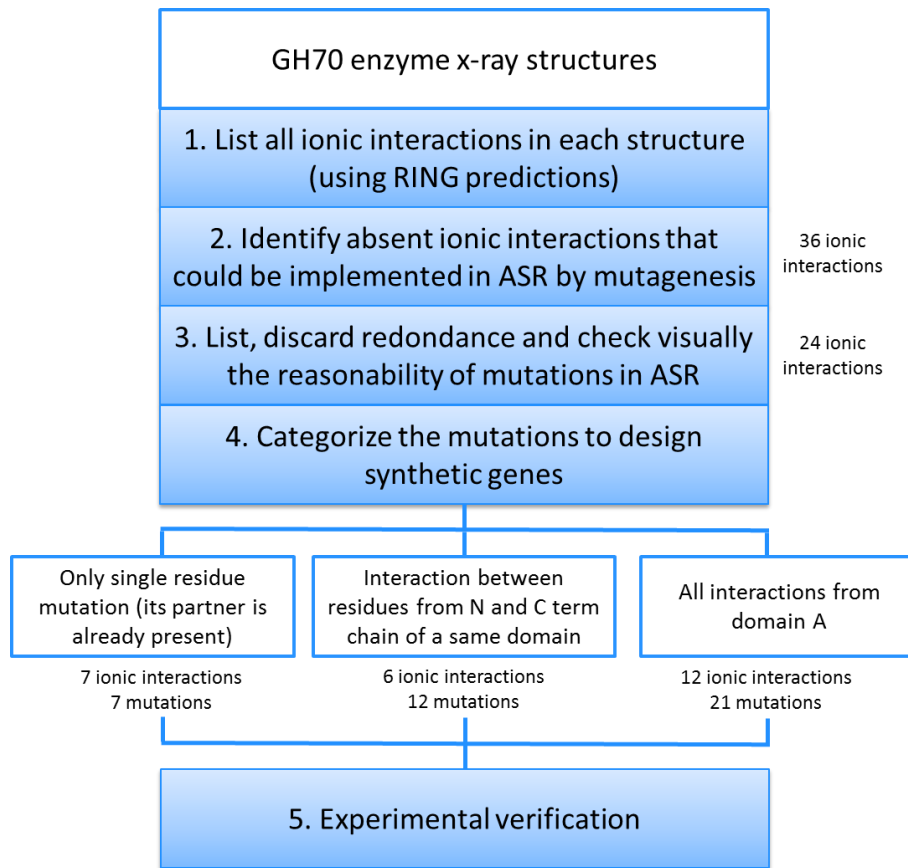 GH70 enzyme x-ray structures
1. List all ionic interactions in each structure
(using RING predictions)
2. Identify absent ionic interactions that
could be implemented in ASR by mutagenesis
36 ionic
interactions
3. List, discard redondance and check visually
the reasonability of mutations in ASR
24 ionic
interactions
4. Categorize the mutations to design
synthetic genes
Only single residue
mutation (its partner is
already present)
7 ionic interactions
7 mutations
Interaction between
residues from N and C term
chain of a same domain
6 ionic interactions
12 mutations
All interactions from
domain A
12 ionic interactions
21 mutations
5. Experimental verification